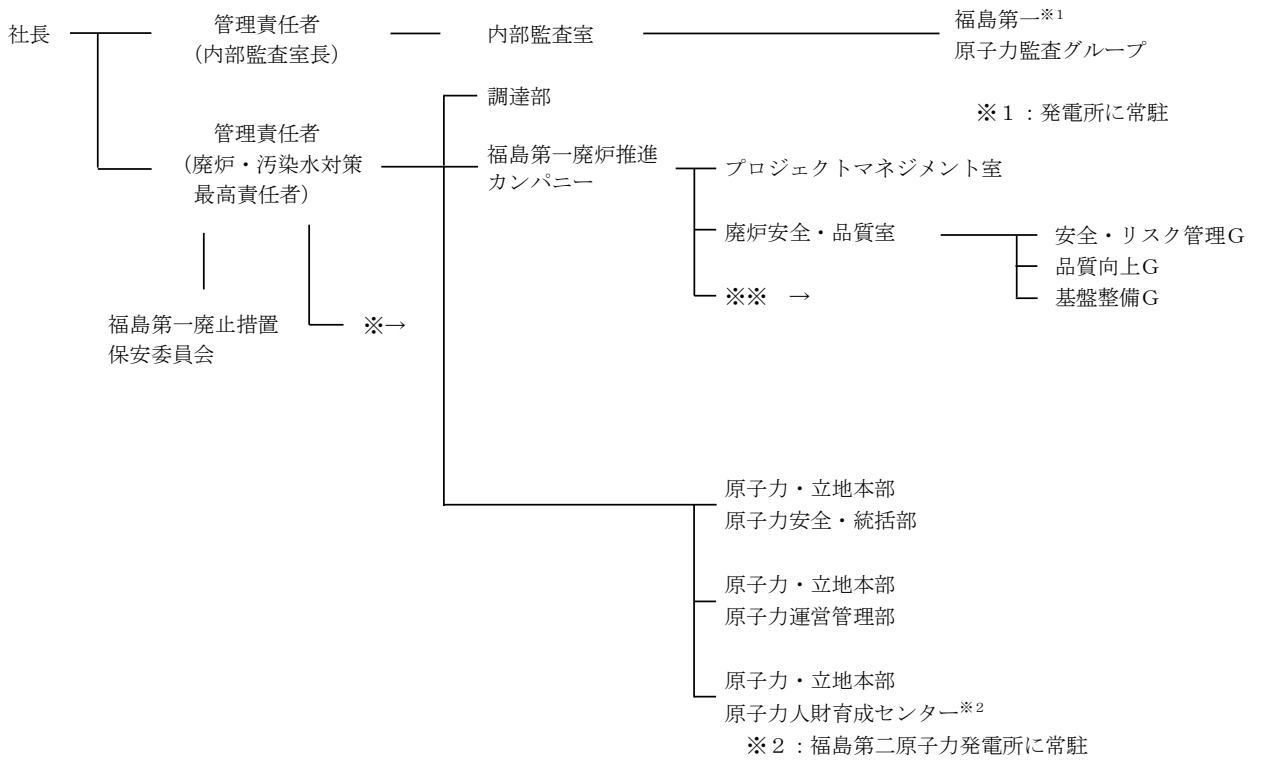 社長
管理責任者
(内部監査室長)
内部監査室
福島第一※1
原子力監査グループ
※1：発電所に常駐
調達部
管理責任者
(廃炉・汚染水対策
最高責任者)
福島第一廃炉推進
カンパニー
プロジェクトマネジメント室
廃炉安全・品質室
安全・リスク管理G
品質向上G
基盤整備G
※※ →
福島第一廃止措置
保安委員会
※→
原子力・立地本部
原子力安全・統括部
原子力・立地本部
原子力運営管理部
原子力・立地本部
原子力人財育成センター※2
※2：福島第二原子力発電所に常駐